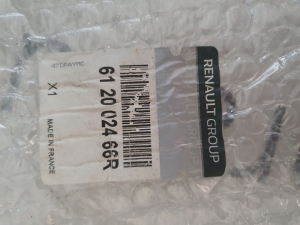 RENAULT GROUP
61 20 024 66R
X1
MADE IN FRANCE